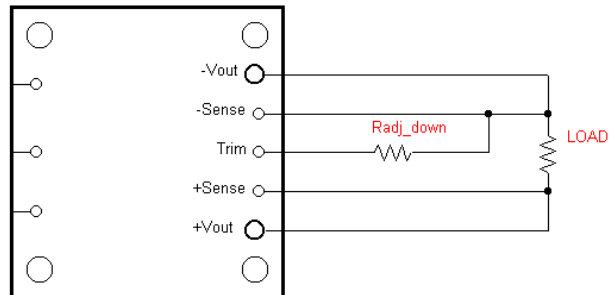 -Vout
-Sense
Radj_down
LOAD
Trim
+Sense
+Vout